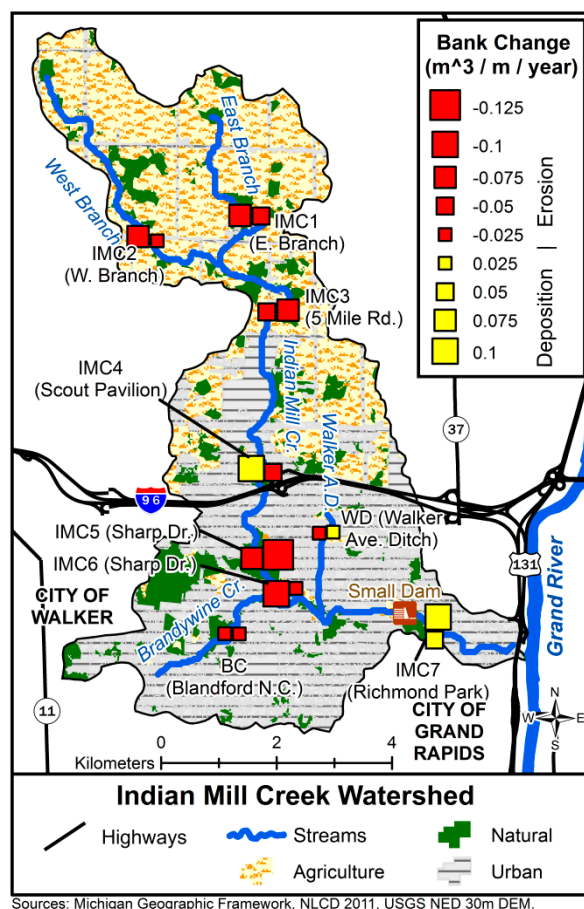 Bank Change
(m^3 / m / year)
-0.125
-0.1
-0.075
-0.05
-0.025
0.025
0.05
0.075
0.1
Deposition | Erosion
East Branch
West Branch
IMC1
(E. Branch)
IMC2
(W. Branch)
IMC3
(5 Mile Rd.)
IMC4
(Scout Pavilion)
Indian Mill Cr.
Walker A.D.
37
96
IMC5 (Sharp Dr.)
WD (Walker
Ave. Ditch)
IMC6 (Sharp Dr.)
131
Small Dam
CITY OF
WALKER
Brandywine Cr.
Grand River
BC
(Blandford N.C.)
IMC7
(Richmond Park)
11
CITY OF
GRAND
RAPIDS
N
W E
S
0 2 4
Kilometers
Indian Mill Creek Watershed
Highways
Streams
Natural
Agriculture
Urban
Sources: Michigan Geographic Framework, NLCD 2011, USGS NED 30m DEM.